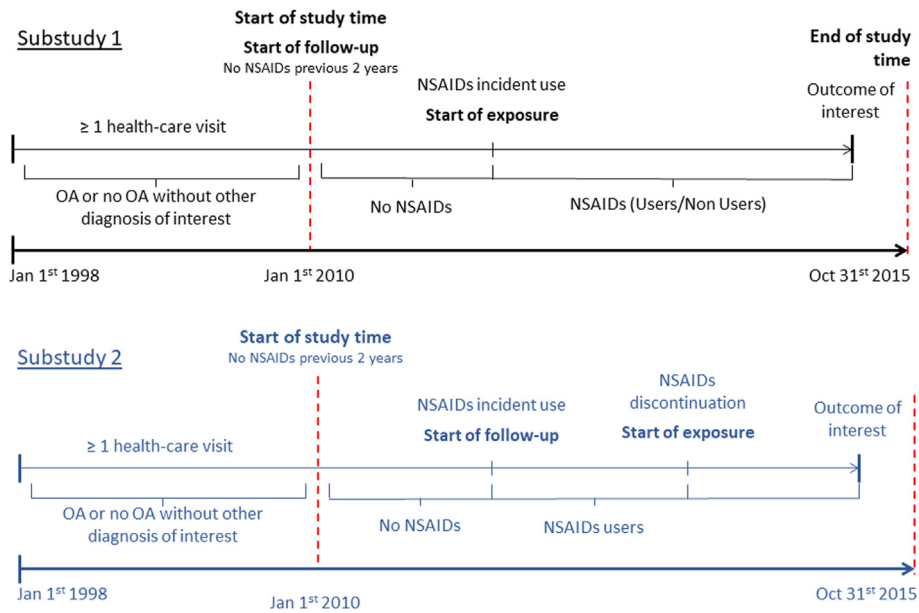 Substudy 1
Start of study time
Start of follow-up
No NSAIDs previous 2 years
End of study
time
NSAIDs incident use
Start of exposure
Outcome of
interest
≥ 1 health-care visit
OA or no OA without other
diagnosis of interest
No NSAIDs
NSAIDs (Users/Non Users)
Jan 1st 1998
Jan 1st 2010
Oct 31st 2015
Substudy 2
Start of study time
No NSAIDs previous 2 years
NSAIDs incident use
Start of follow-up
NSAIDs
discontinuation
Start of exposure
Outcome of
interest
≥ 1 health-care visit
OA or no OA without other
diagnosis of interest
No NSAIDs
NSAIDs users
Jan 1st 1998
Jan 1st 2010
Oct 31st 2015